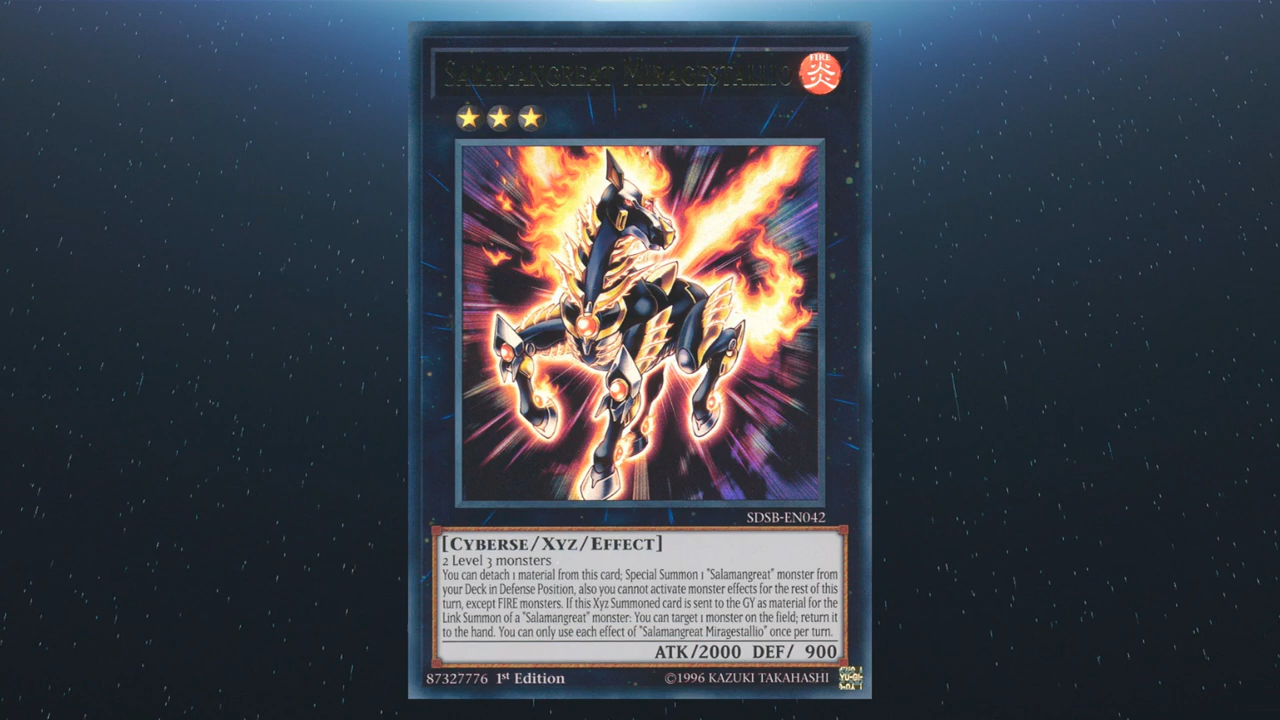 SALAMANGREAT MIRAGESTALLIO
FIRE
炎
SDSB-EN042
[CYBERSE/XYZ/EFFECT]
2 Level 3 monsters
You can detach 1 material from this card; Special Summon 1 "Salamangreat" monster from
your Deck in Defense Position, also you cannot activate monster effects for the rest of this
turn, except FIRE monsters. If this Xyz Summoned card is sent to the GY as material for the
Link Summon of a "Salamangreat" monster: You can target 1 monster on the field; return it
to the hand. You can only use each effect of "Salamangreat Miragestallio" once per turn.
ATK/2000 DEF/ 900
87327776 1st Edition ©1996 KAZUKI TAKAHASHI